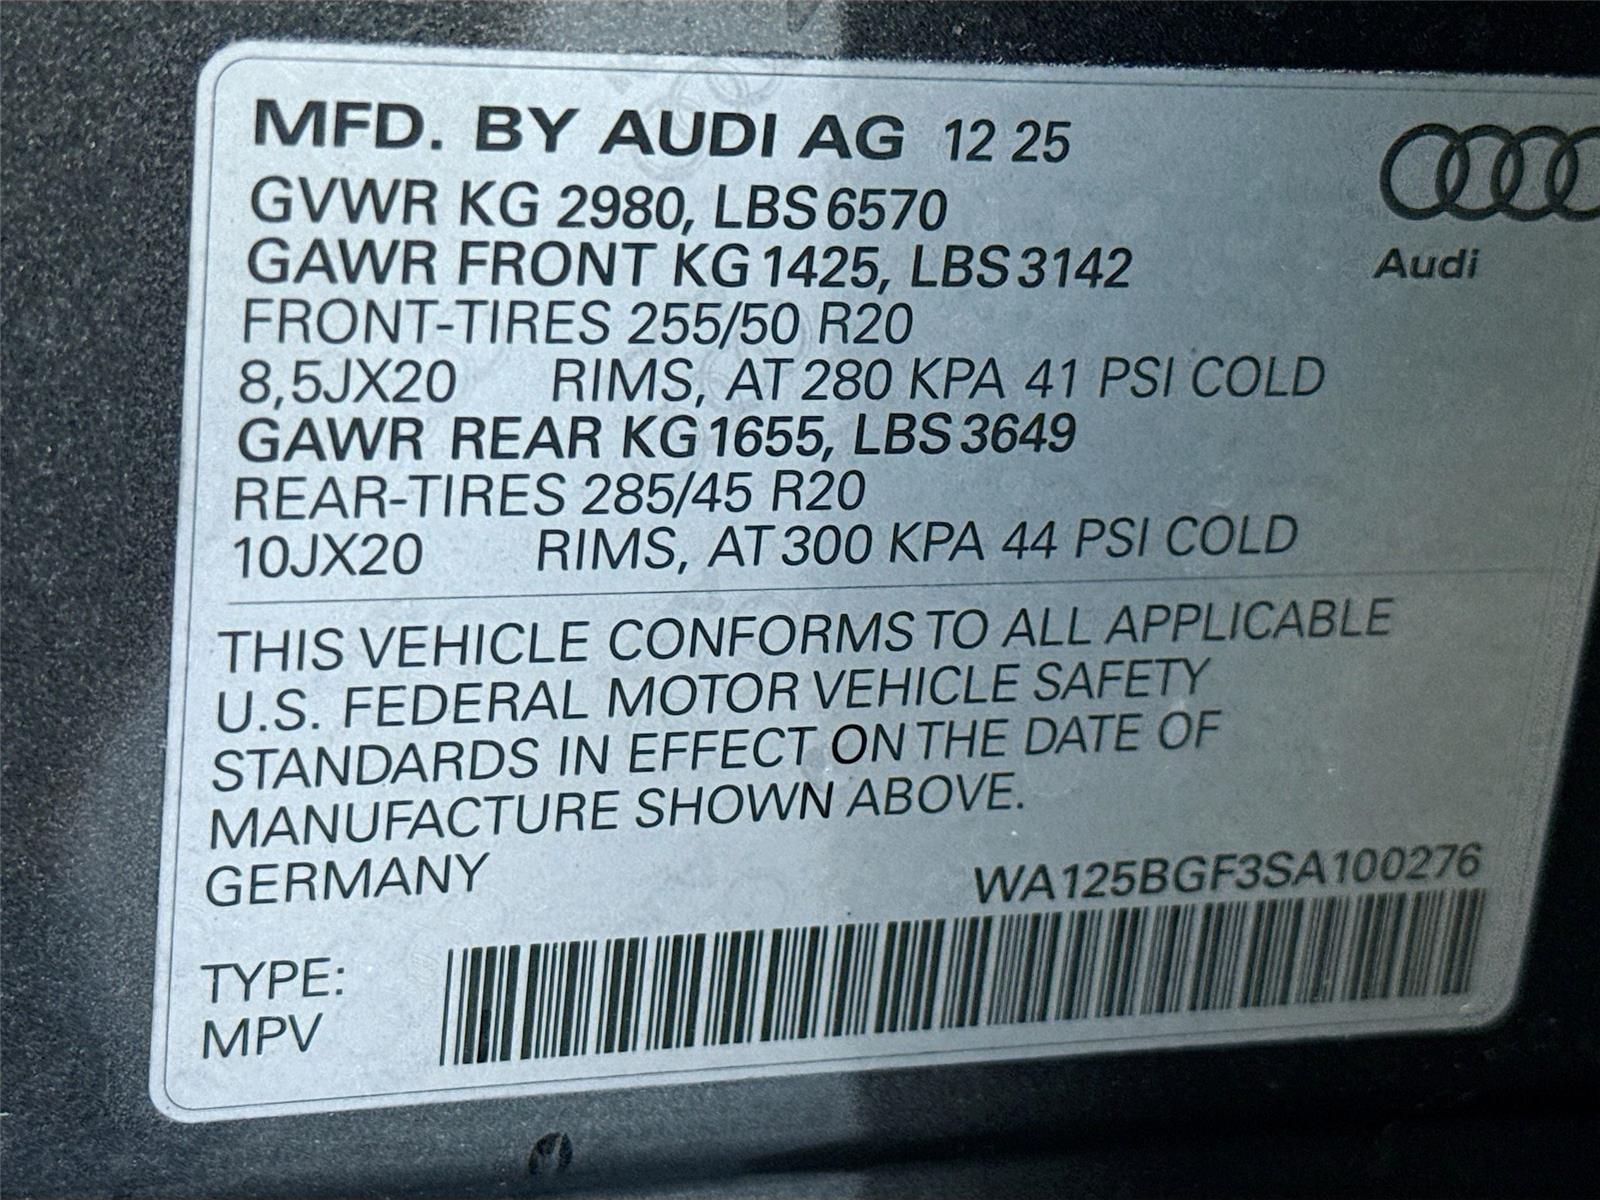 MFD. BY AUDI AG 12 25
GVWR KG 2980, LBS 6570
GAWR FRONT KG 1425, LBS 3142
FRONT-TIRES 255/50 R20
8,5JX20 RIMS, AT 280 KPA 41 PSI COLD
GAWR REAR KG 1655, LBS 3649
REAR-TIRES 285/45 R20
10JX20 RIMS, AT 300 KPA 44 PSI COLD
Audi
THIS VEHICLE CONFORMS TO ALL APPLICABLE
U.S. FEDERAL MOTOR VEHICLE SAFETY
STANDARDS IN EFFECT ON THE DATE OF
MANUFACTURE SHOWN ABOVE.
GERMANY
WA125BGF3SA100276
TYPE:
MPV